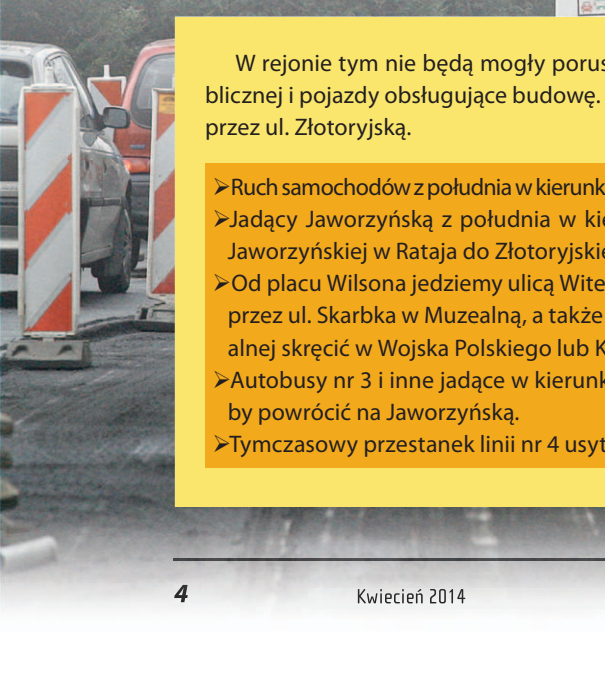 W rejonie tym nie będą mogły porus
blicznej i pojazdy obsługujące budowę.
przez ul. Złotoryjską.
➢Ruch samochodów z południa w kierunk
➢Jadący Jaworzyńską z południa w kie
Jaworzyńskiej w Rataja do Złotoryjskie
➢Od placu Wilsona jedziemy ulicą Wite
przez ul. Skarbka w Muzealną, a także
alnej skręcić w Wojska Polskiego lub K
➢Autobusy nr 3 i inne jadące w kierunk
by powrócić na Jaworzyńską.
➢Tymczasowy przestanek linii nr 4 usyt
4
Kwiecień 2014